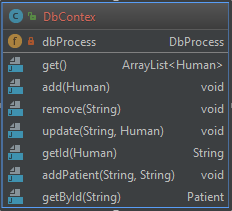 DbContex
dbProcess DbProcess
get() ArrayList<Human>
add(Human) void
remove(String) void
update(String, Human) void
getId(Human) String
addPatient(String, String) void
getById(String) Patient